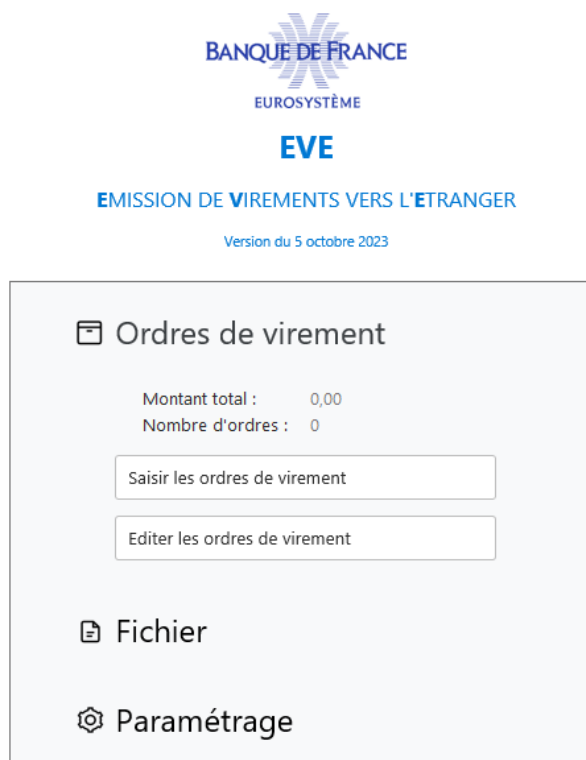 BANQUE DE FRANCE
EUROSYSTÈME
EVE
EMISSION DE VIREMENTS VERS L'ETRANGER
Version du 5 octobre 2023
Ordres de virement
Montant total : 0,00
Nombre d'ordres : 0
Saisir les ordres de virement
Editer les ordres de virement
Fichier
Paramétrage